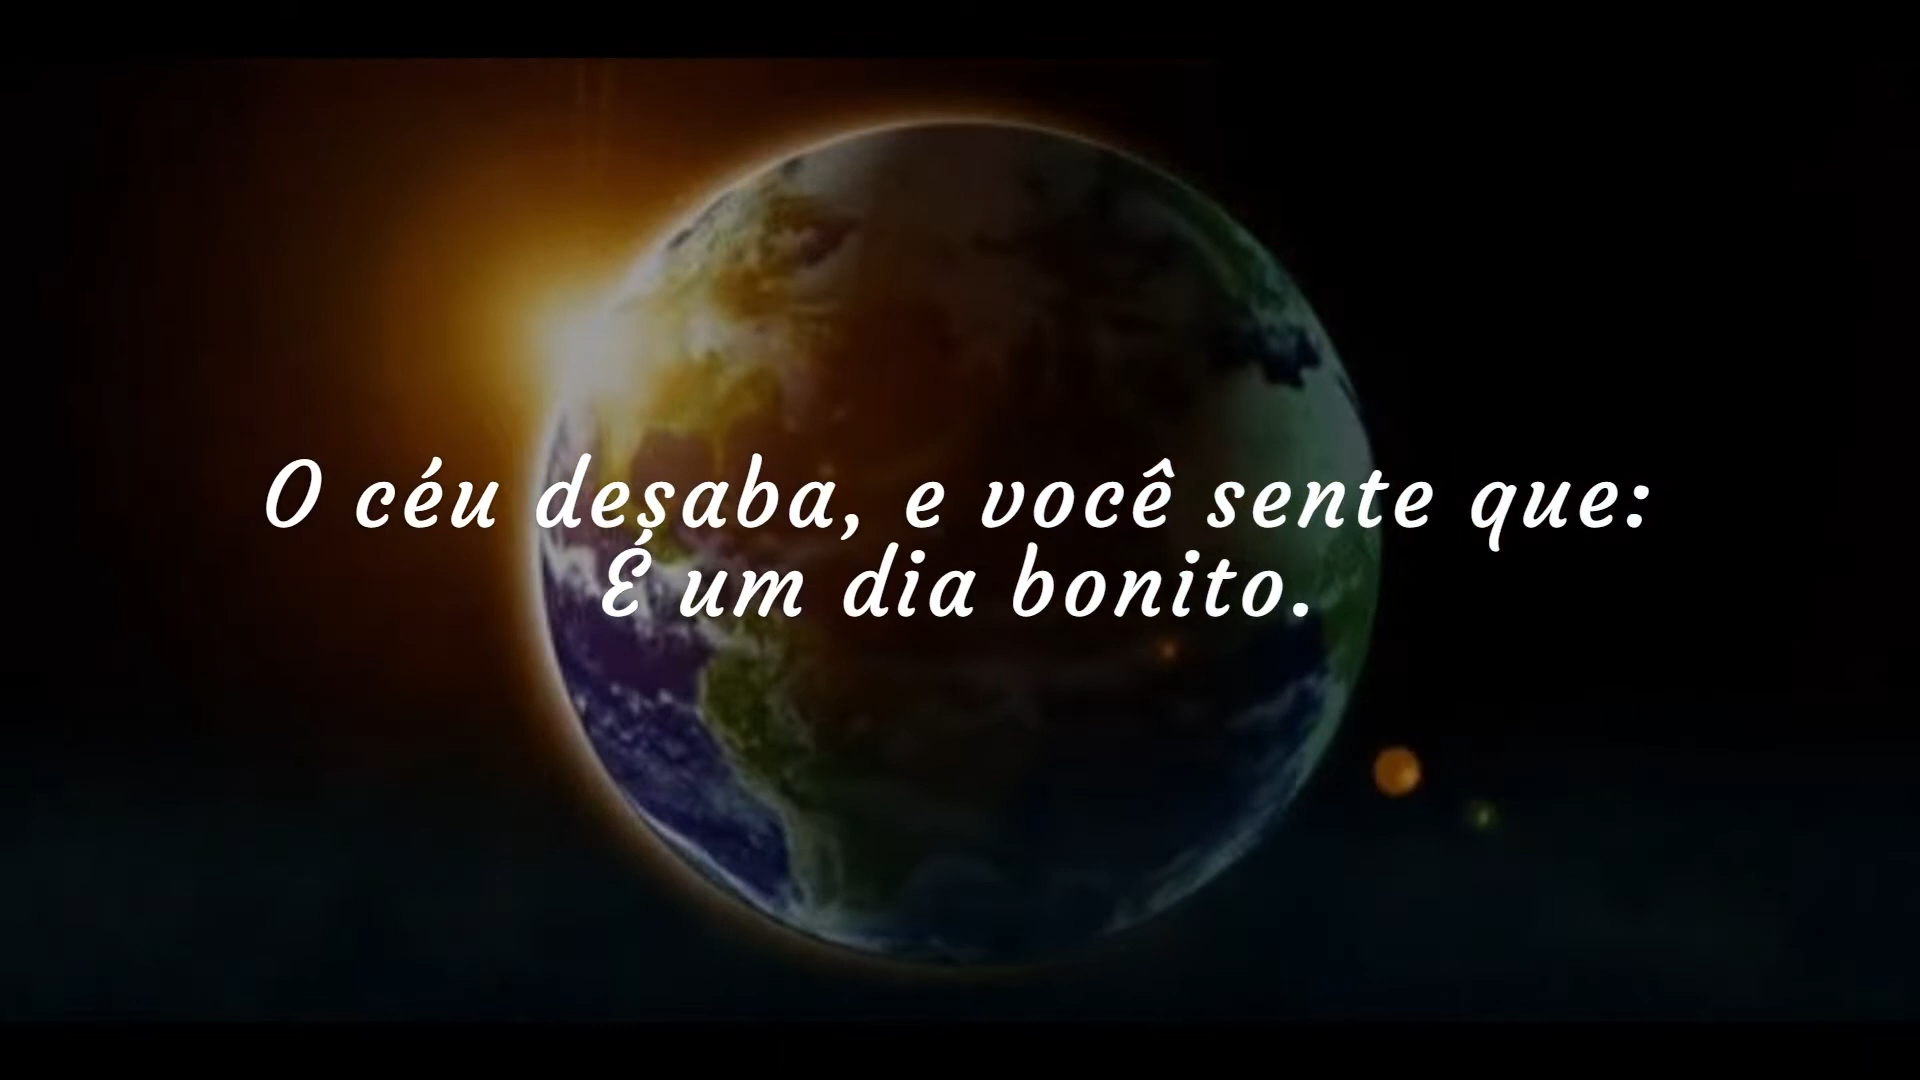 O céu desaba, e você sente que:
É um dia bonito.